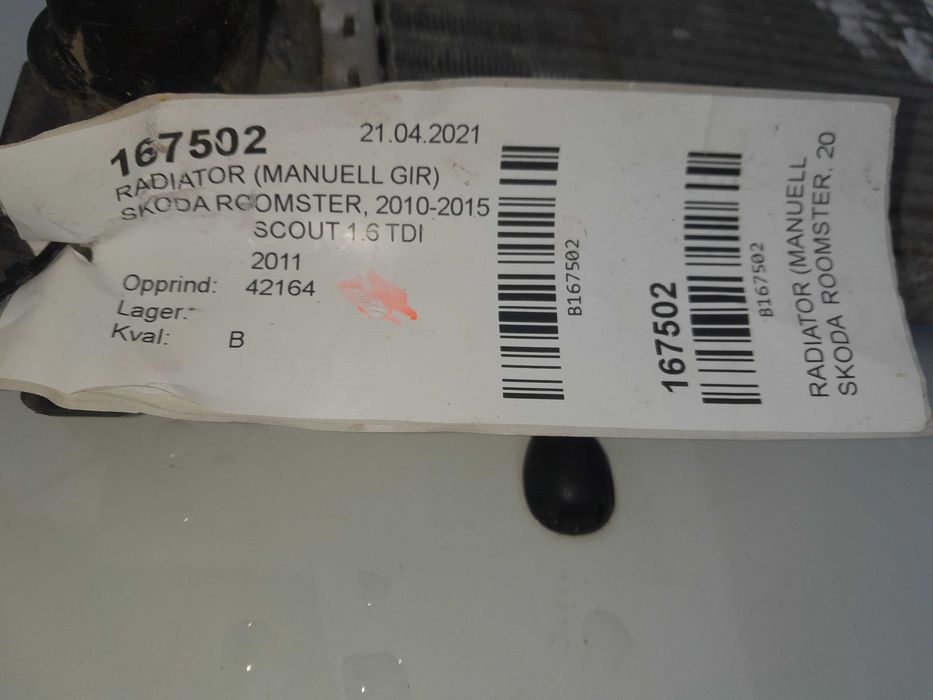 167502 21.04.2021
RADIATOR (MANUELL GIR)
SKODA ROOMSTER, 2010-2015
SCOUT 1.6 TDI
2011
Opprind: 42164
Lager:-
Kval: B
B167502
167502
B167502
RADIATOR (MANUELL
SKODA ROOMSTER, 20